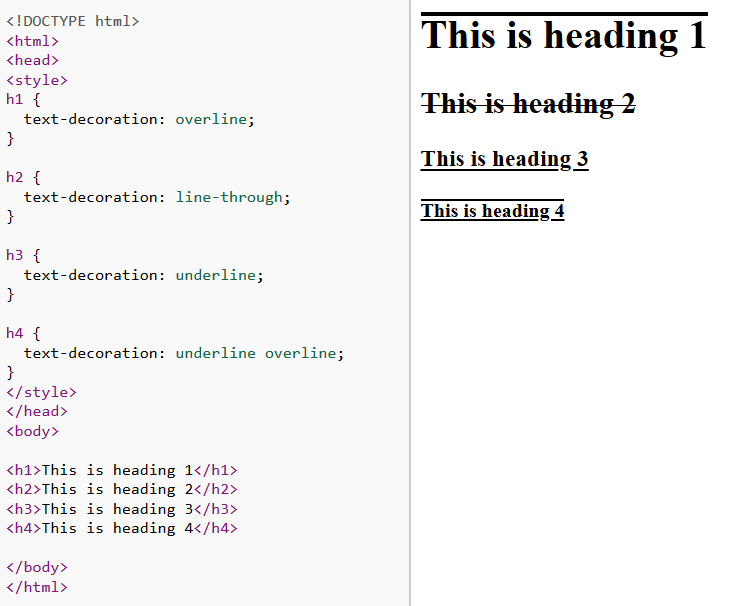 <!DOCTYPE html>
<html>
<head>
<style>
h1 {
  text-decoration: overline;
}

h2 {
  text-decoration: line-through;
}

h3 {
  text-decoration: underline;
}

h4 {
  text-decoration: underline overline;
}
</style>
</head>
<body>

<h1>This is heading 1</h1>
<h2>This is heading 2</h2>
<h3>This is heading 3</h3>
<h4>This is heading 4</h4>

</body>
</html>
This is heading 1
This is heading 2
This is heading 3
This is heading 4